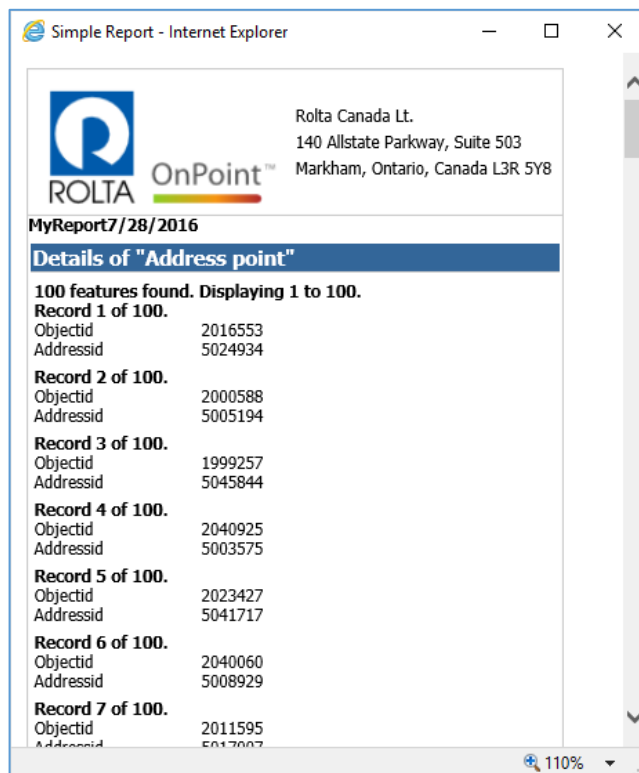 Simple Report - Internet Explorer
ROLTA
OnPoint™
Rolta Canada Lt.
140 Allstate Parkway, Suite 503
Markham, Ontario, Canada L3R 5Y8
MyReport7/28/2016
Details of "Address point"
100 features found. Displaying 1 to 100.
Record 1 of 100.
Objectid 2016553
Addressid 5024934
Record 2 of 100.
Objectid 2000588
Addressid 5005194
Record 3 of 100.
Objectid 1999257
Addressid 5045844
Record 4 of 100.
Objectid 2040925
Addressid 5003575
Record 5 of 100.
Objectid 2023427
Addressid 5041717
Record 6 of 100.
Objectid 2040060
Addressid 5008929
Record 7 of 100.
Objectid 2011595
Addressid
110%